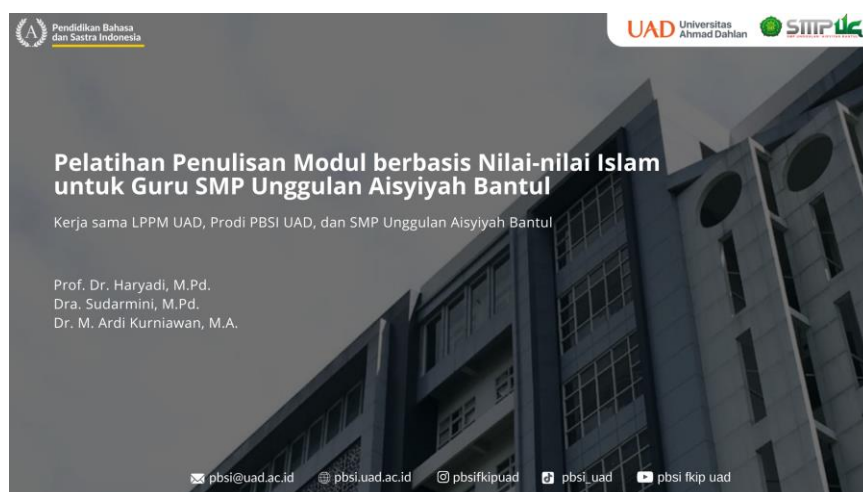 Pendidikan Bahasa
dan Sastra Indonesia
UAD Universitas
Ahmad Dahlan
Pelatihan Penulisan Modul berbasis Nilai-nilai Islam
untuk Guru SMP Unggulan Aisyiyah Bantul
Kerja sama LPPM UAD, Prodi PBSI UAD, dan SMP Unggulan Aisyiyah Bantul
Prof. Dr. Haryadi, M.Pd.
Dra. Sudarmini, M.Pd.
Dr. M. Ardi Kurniawan, M.A.
pbsi@uad.ac.id pbsi.uad.ac.id pbsifkipuad pbsi_uad pbsi fkip uad